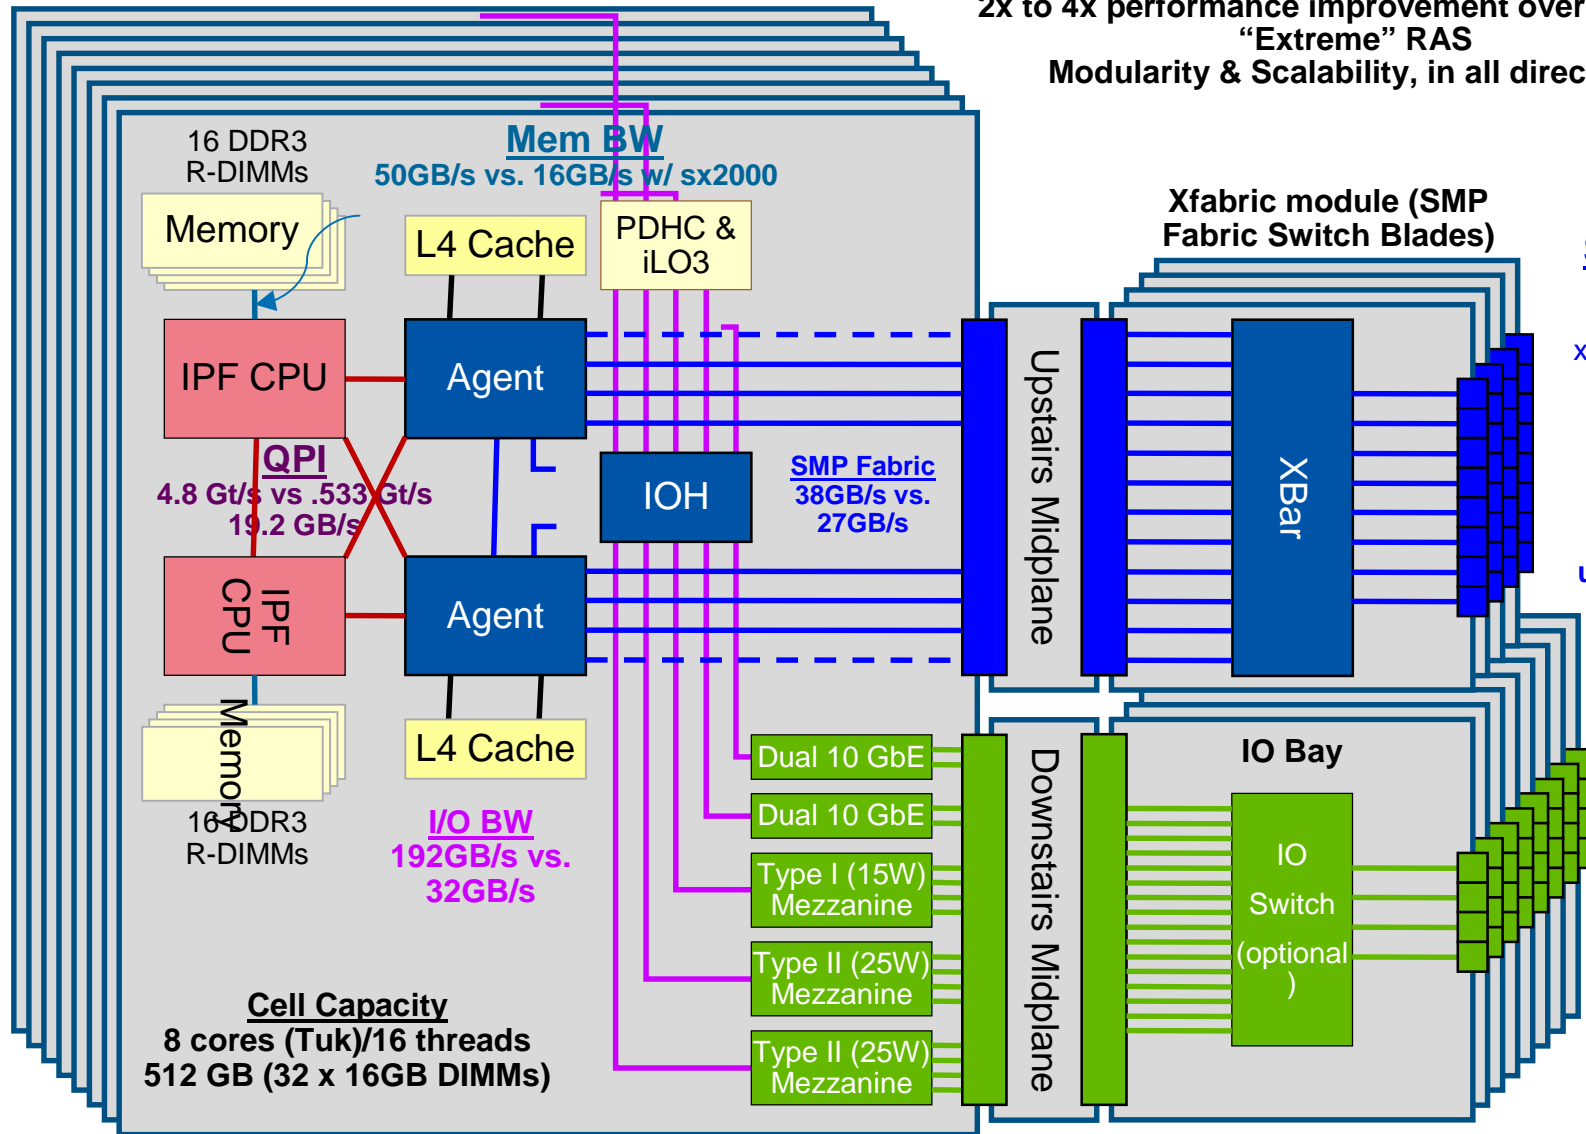 2x to 4x performance improvement over
“Extreme” RAS
Modularity & Scalability, in all direc
16 DDR3
R-DIMMs
Mem BW
50GB/s vs. 16GB/s w/ sx2000
Memory
L4 Cache
PDHC &
iLO3
Xfabric module (SMP
Fabric Switch Blades)
IPF CPU
Agent
Upstairs Midplane
XBar
QPI
4.8 Gt/s vs .533 Gt/s
19.2 GB/s
IOH
SMP Fabric
38GB/s vs.
27GB/s
IPF
CPU
Agent
Memory
16 DDR3
R-DIMMs
L4 Cache
I/O BW
192GB/s vs.
32GB/s
Dual 10 GbE
Dual 10 GbE
Type I (15W)
Mezzanine
Type II (25W)
Mezzanine
Type II (25W)
Mezzanine
Downstairs Midplane
IO Bay
IO
Switch
(optional
)
Cell Capacity
8 cores (Tuk)/16 threads
512 GB (32 x 16GB DIMMs)